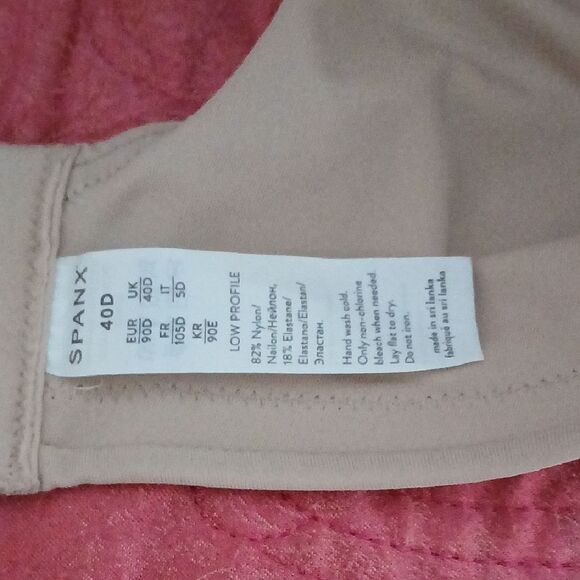 SPANX
40D
EUR UK
90D 40D
FR IT
105D 5D
KR
90E
LOW PROFILE
82% Nylon/
Nailon/Нейлон,
18% Elastane/
Elastano/Elastan/
Эластан.
Hand wash cold.
Only non-chlorine
bleach when needed.
Lay flat to dry.
Do not iron.
made in sri lanka
fabriqué au sri lanka